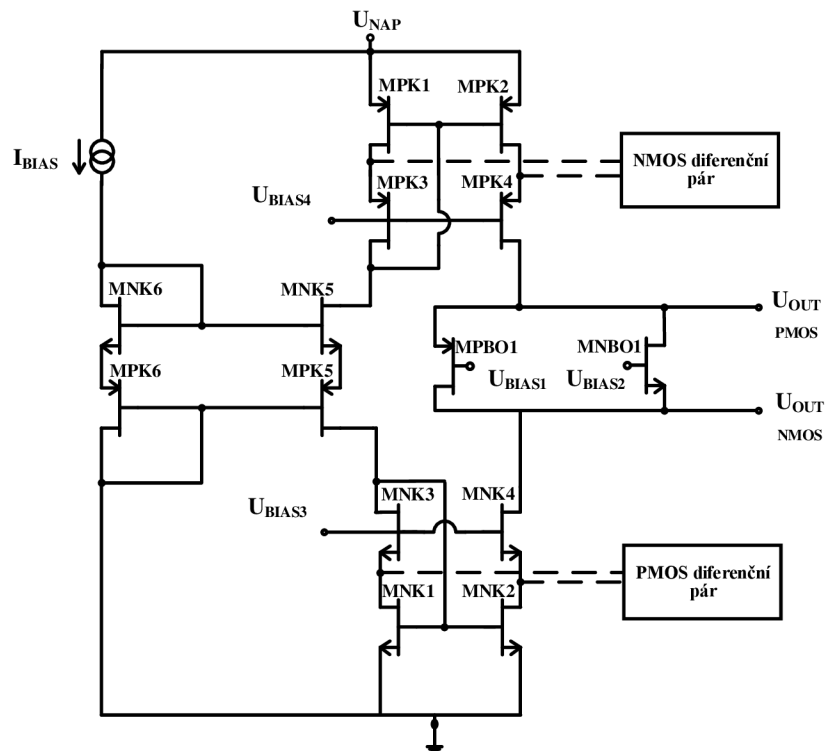 U_NAP
MPK1
MPK2
I_BIAS
NMOS diferenční
pár
MPK3
MPK4
U_BIAS4
MNK6
MNK5
U_OUT
PMOS
MPK6
MPK5
MPBO1
MNBO1
U_BIAS1
U_BIAS2
U_OUT
NMOS
MNK3
MNK4
U_BIAS3
PMOS diferenční
pár
MNK1
MNK2